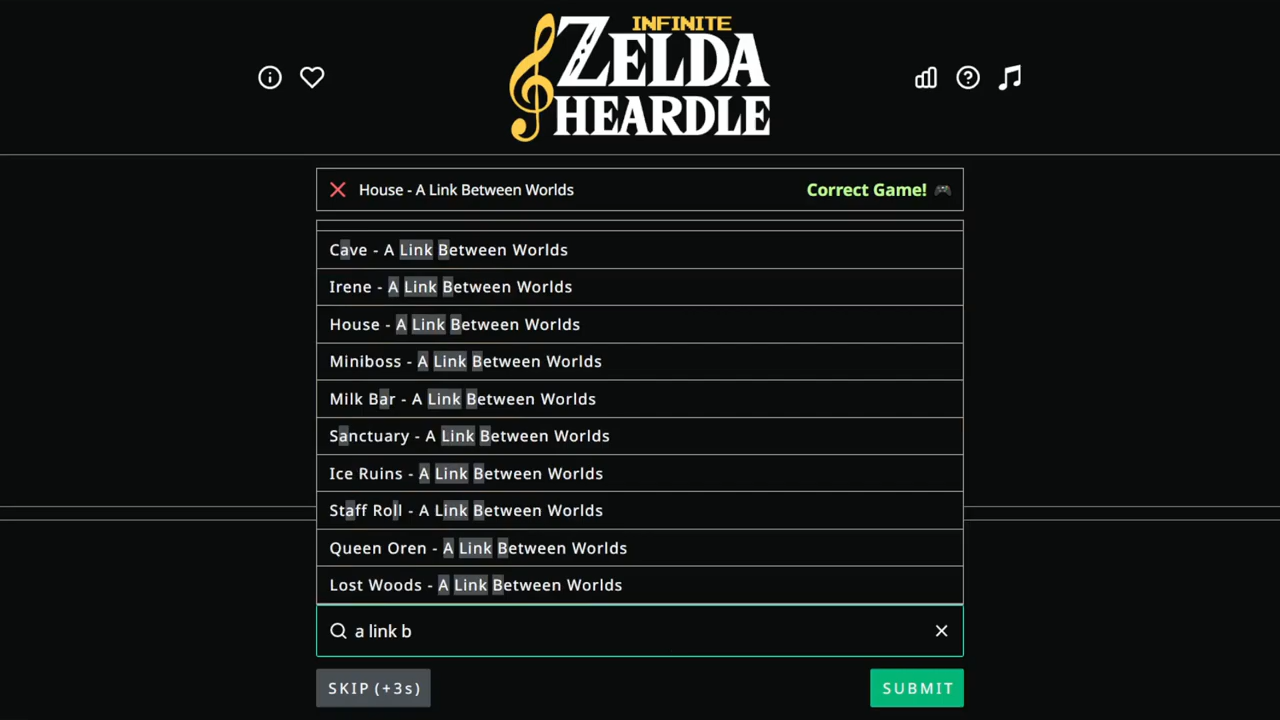 INFINITE
ZELDA
HEARDLE
House - A Link Between Worlds Correct Game!
Cave - A Link Between Worlds
Irene - A Link Between Worlds
House - A Link Between Worlds
Miniboss - A Link Between Worlds
Milk Bar - A Link Between Worlds
Sanctuary - A Link Between Worlds
Ice Ruins - A Link Between Worlds
Staff Roll - A Link Between Worlds
Queen Oren - A Link Between Worlds
Lost Woods - A Link Between Worlds
a link b
SKIP (+3s) SUBMIT